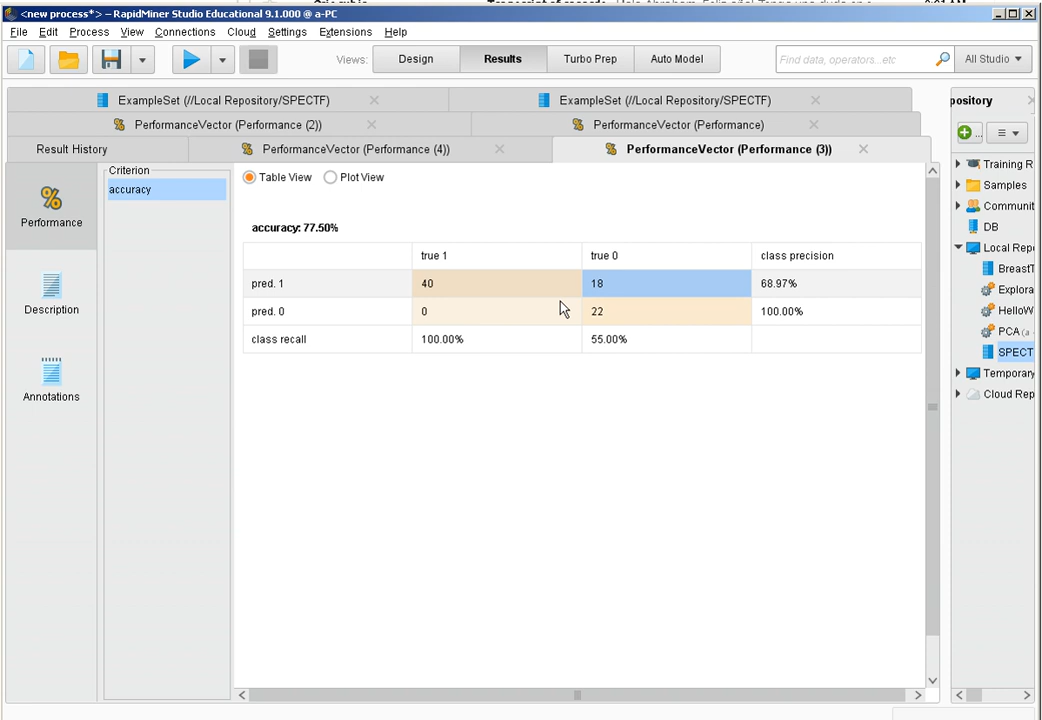 <new process*> – RapidMiner Studio Educational 9.1.000 @ a-PC
File Edit Process View Connections Cloud Settings Extensions Help
Views: Design Results Turbo Prep Auto Model Find data, operators...etc All Studio
ExampleSet (//Local Repository/SPECTF) ExampleSet (//Local Repository/SPECTF) pository
PerformanceVector (Performance (2)) PerformanceVector (Performance)
Result History PerformanceVector (Performance (4)) PerformanceVector (Performance (3))
% Performance
Description
Annotations
Criterion
accuracy
Table View Plot View
accuracy: 77.50%
true 1 true 0 class precision
pred. 1 40 18 68.97%
pred. 0 0 22 100.00%
class recall 100.00% 55.00%
...
Training R
Samples
Communit
DB
Local Rep
BreastT
Explora
HelloW
PCA (a
SPECT
Temporary
Cloud Rep